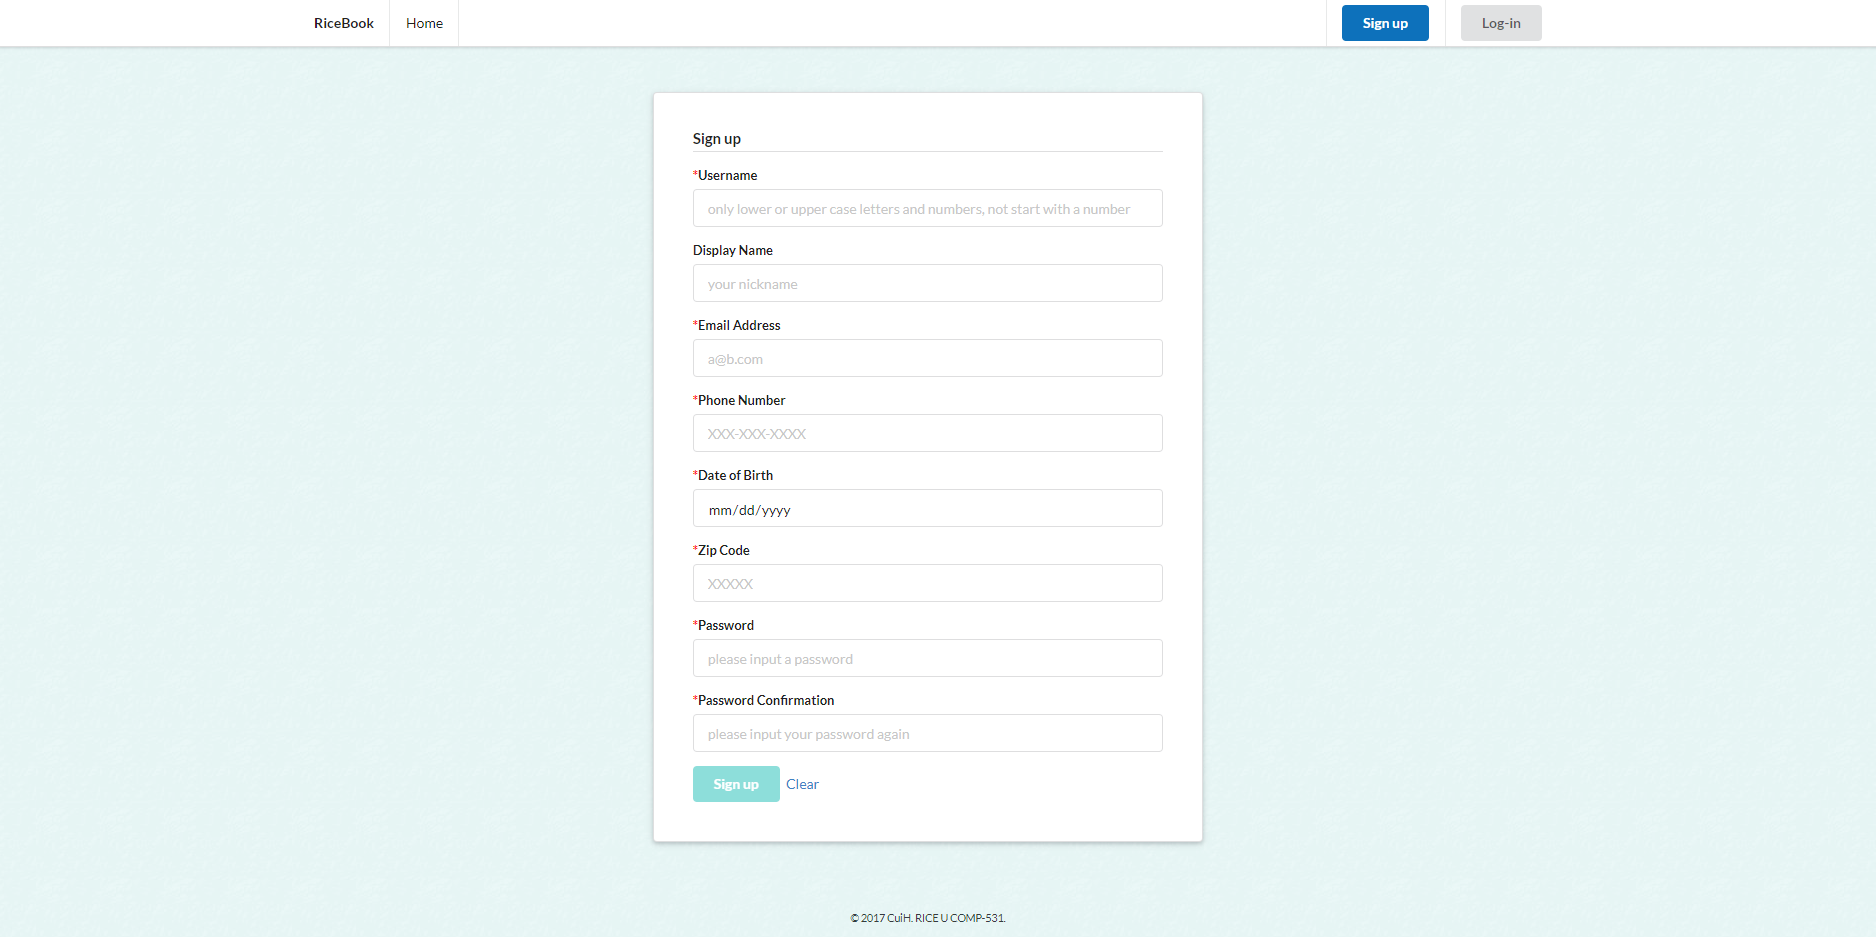 RiceBook Home Sign up Log-in
Sign up
*Username
only lower or upper case letters and numbers, not start with a number
Display Name
your nickname
*Email Address
a@b.com
*Phone Number
XXX-XXX-XXXX
*Date of Birth
mm/dd/yyyy
*Zip Code
XXXXX
*Password
please input a password
*Password Confirmation
please input your password again
Sign up Clear
© 2017 CuiH. RICE U COMP-531.